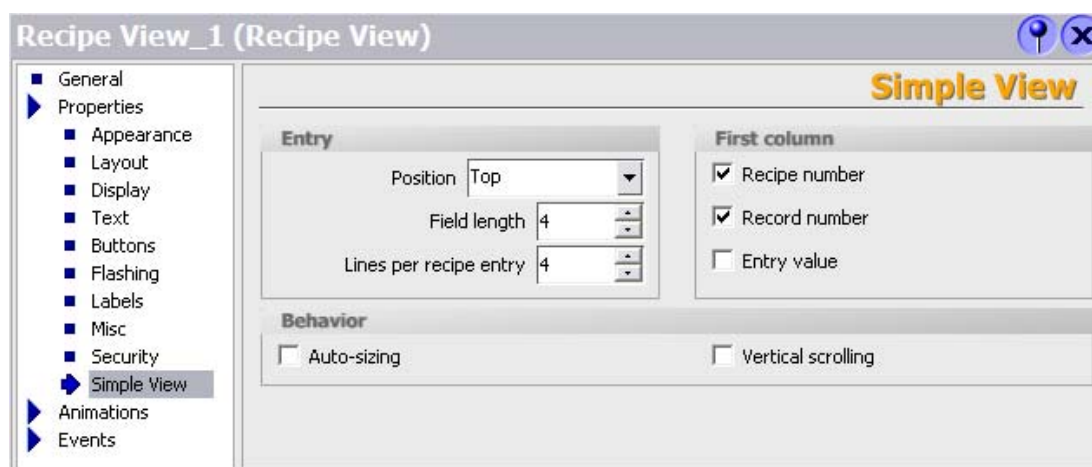 Recipe View_1 (Recipe View)
General
Properties
Appearance
Layout
Display
Text
Buttons
Flashing
Labels
Misc
Security
Simple View
Animations
Events
Simple View
Entry
Position Top
Field length 4
Lines per recipe entry 4
First column
Recipe number
Record number
Entry value
Behavior
Auto-sizing
Vertical scrolling